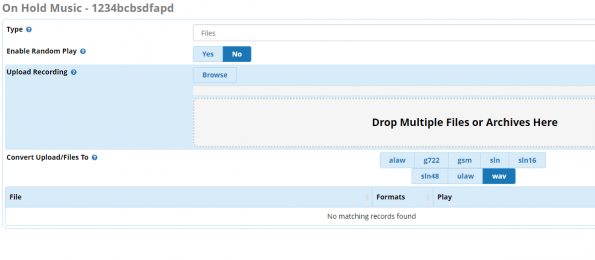 On Hold Music - 1234bcbsdfapd
Type
Files
Enable Random Play
Yes No
Upload Recording
Browse
Drop Multiple Files or Archives Here
Convert Upload/Files To
alaw g722 gsm sln sln16
sln48 ulaw wav
File Formats Play
No matching records found